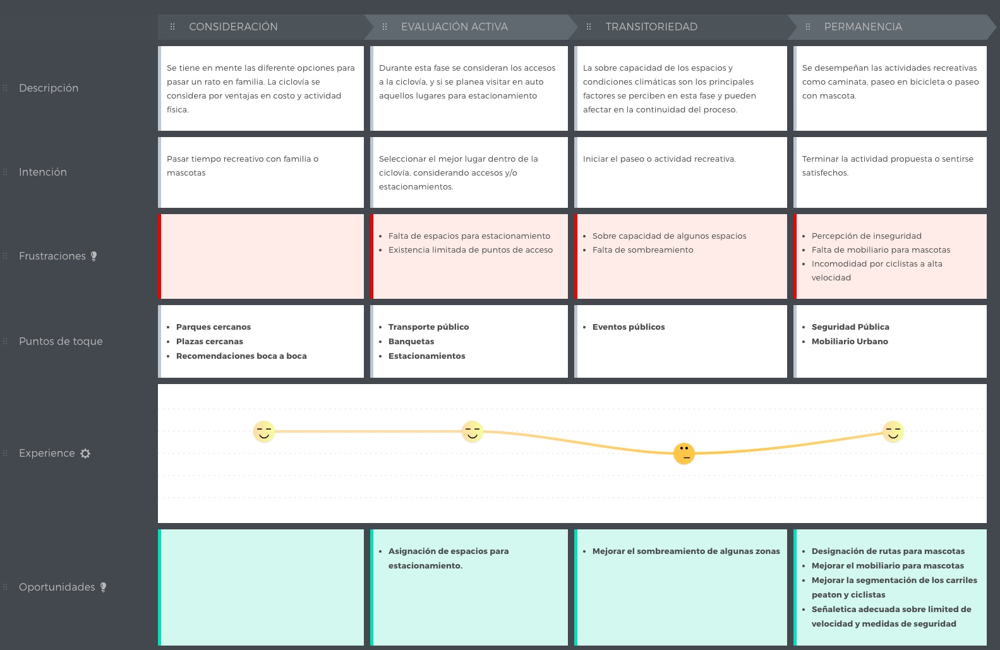 CONSIDERACIÓN
EVALUACIÓN ACTIVA
TRANSITORIEDAD
PERMANENCIA
Descripción
Se tiene en mente las diferente opciones para
pasar un rato en familia. La ciclovía se
considera por ventajas en costo y actividad
física.
Durante esta fase se consideran los accesos
a la ciclovía, y si se planea visitar en auto
aquellos lugares para estacionamiento
La sobre capacidad de los espacios y
condiciones climáticas son los principales
factores se perciben en esta fase y pueden
afectar en la continuidad del proceso.
Se desempeñan las actividades recreativas
como caminata, paseo en bicicleta o paseo
con mascota.
Intención
Pasar tiempo recreativo con familia o
mascotas
Seleccionar el mejor lugar dentro de la
ciclovía, considerando accesos y/o
estacionamientos.
Iniciar el paseo o actividad recreativa.
Terminar la actividad propuesta o sentirse
satisfechos.
Frustraciones
• Falta de espacios para estacionamiento
• Existencia limitada de puntos de acceso
• Sobre capacidad de algunos espacios
• Falta de sombreamiento
• Percepción de inseguridad
• Falta de mobiliario para mascotas
• Incomodidad por ciclistas a alta
velocidad
Puntos de toque
• Parques cercanos
• Plazas cercanas
• Recomendaciones boca a boca
• Transporte público
• Banquetas
• Estacionamientos
• Eventos públicos
• Seguridad Pública
• Mobiliario Urbano
Experience
Oportunidades
• Asignación de espacios para
estacionamiento.
• Mejorar el sombreamiento de algunas zonas
• Designación de rutas para mascotas
• Mejorar el mobiliario para mascotas
• Mejorar la segmentación de los carriles
peaton y ciclistas
• Señaletica adecuada sobre limited de
velocidad y medidas de seguridad